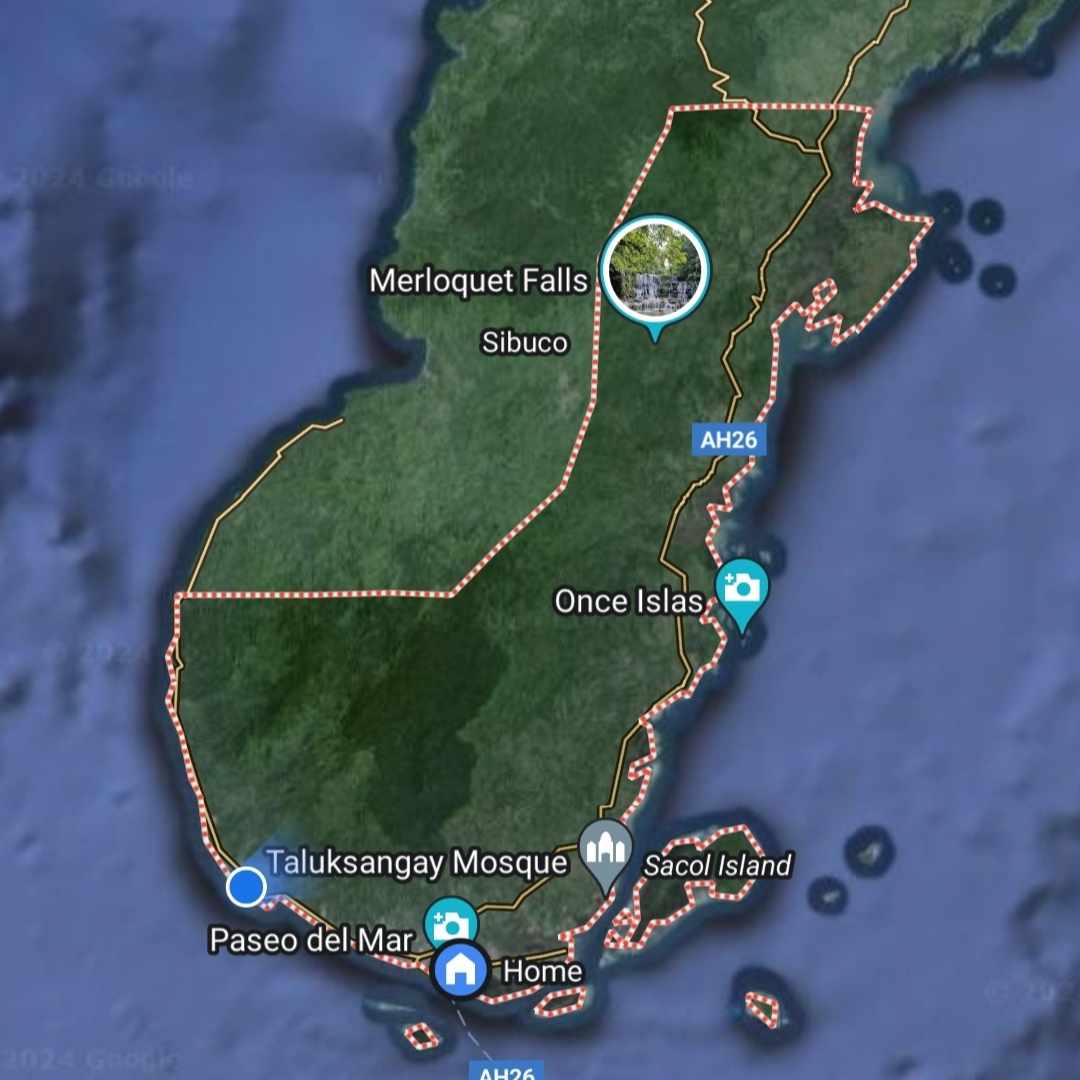 2024 Google
Merloquet Falls
Sibuco
AH26
Once Islas
Taluksangay Mosque
Sacol Island
Paseo del Mar
Home
2024 Google
AH26